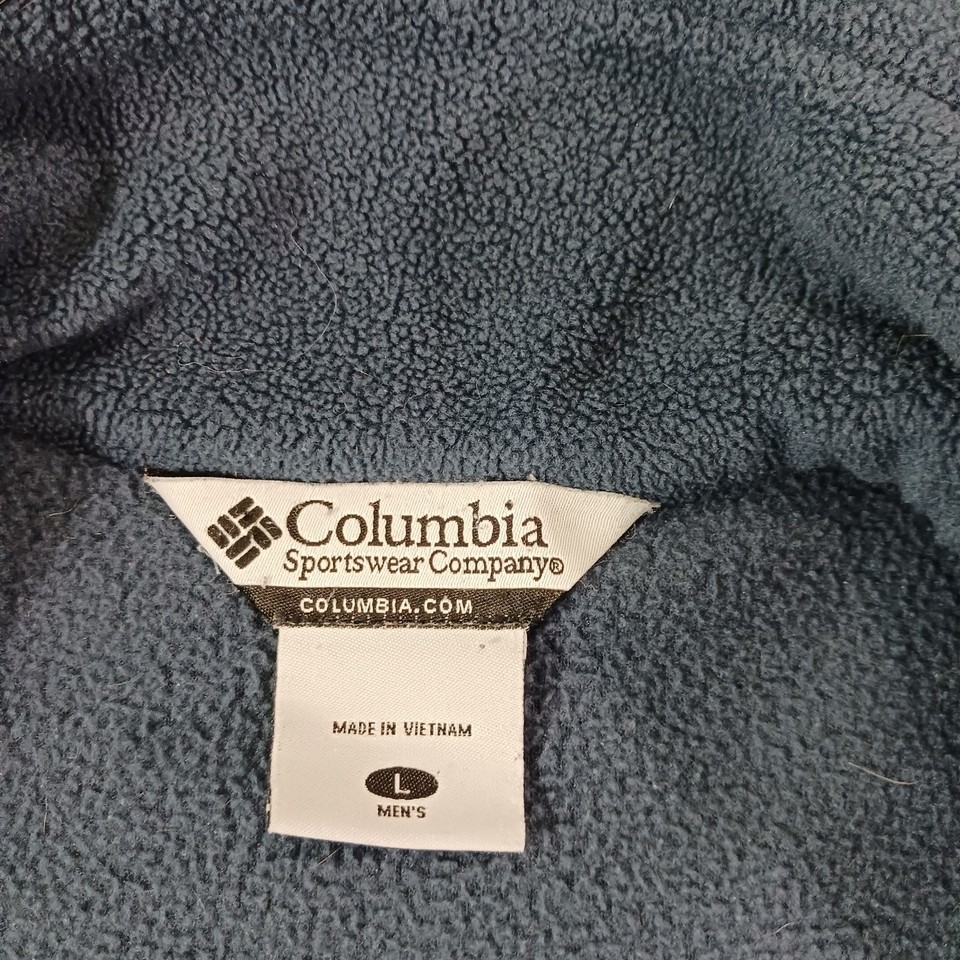 Columbia
Sportswear Company®
COLUMBIA.COM
MADE IN VIETNAM
L
MEN'S